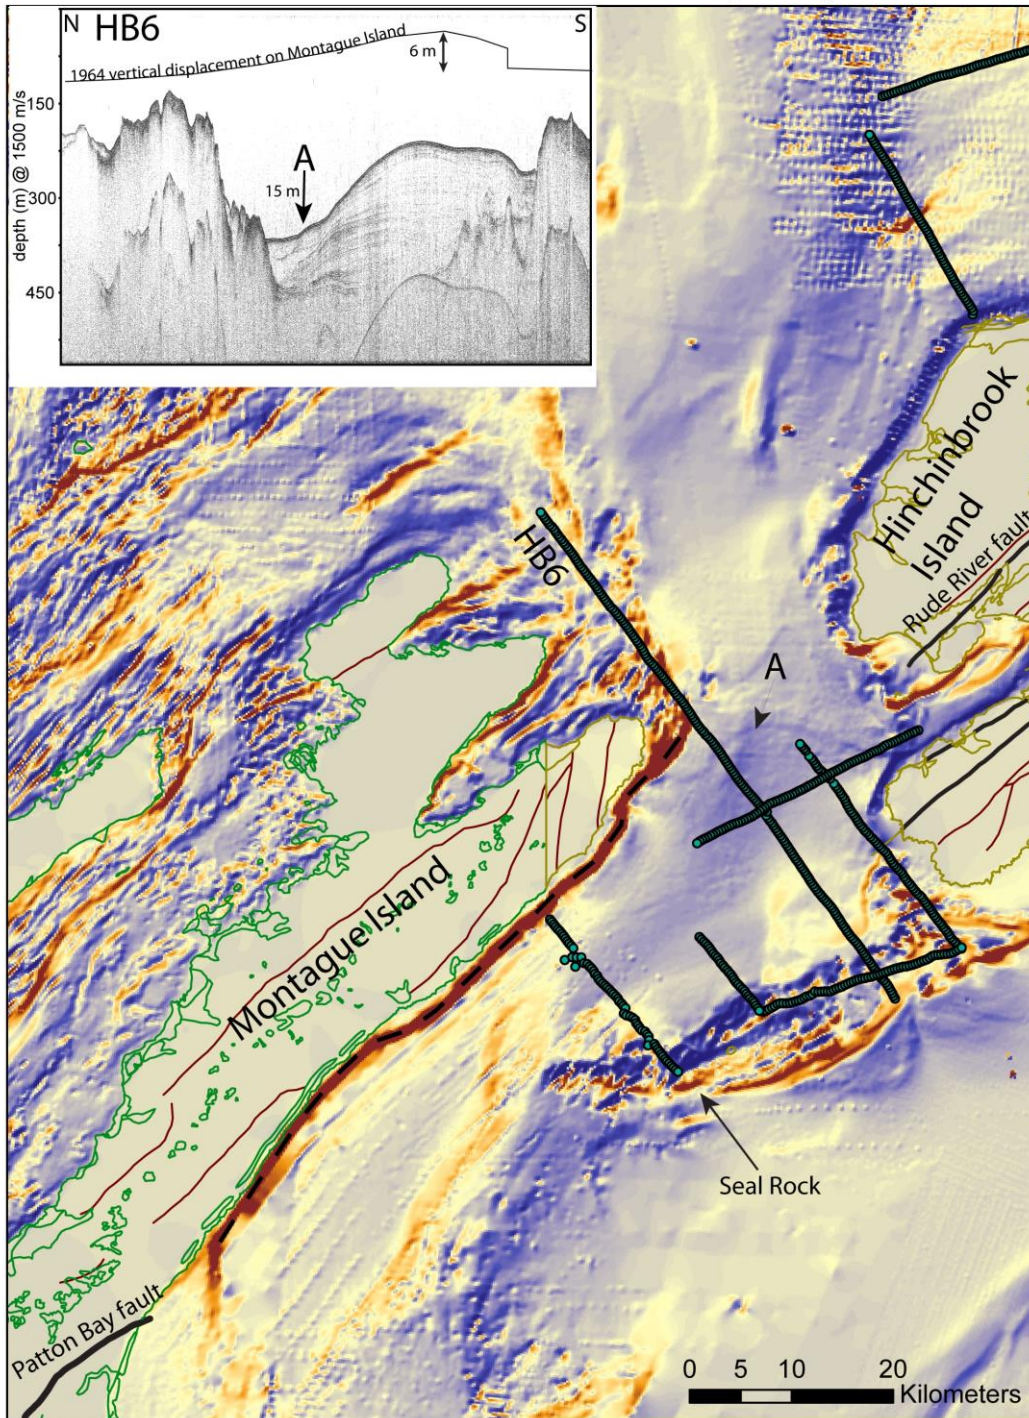 N HB6 S
1964 vertical displacement on Montague Island
6 m
150
300
450
depth (m) @ 1500 m/s
A
15 m
Hinchinbrook
Island
Rude River fault
HB6
A
Montague Island
Seal Rock
Patton Bay fault
0 5 10 20
Kilometers